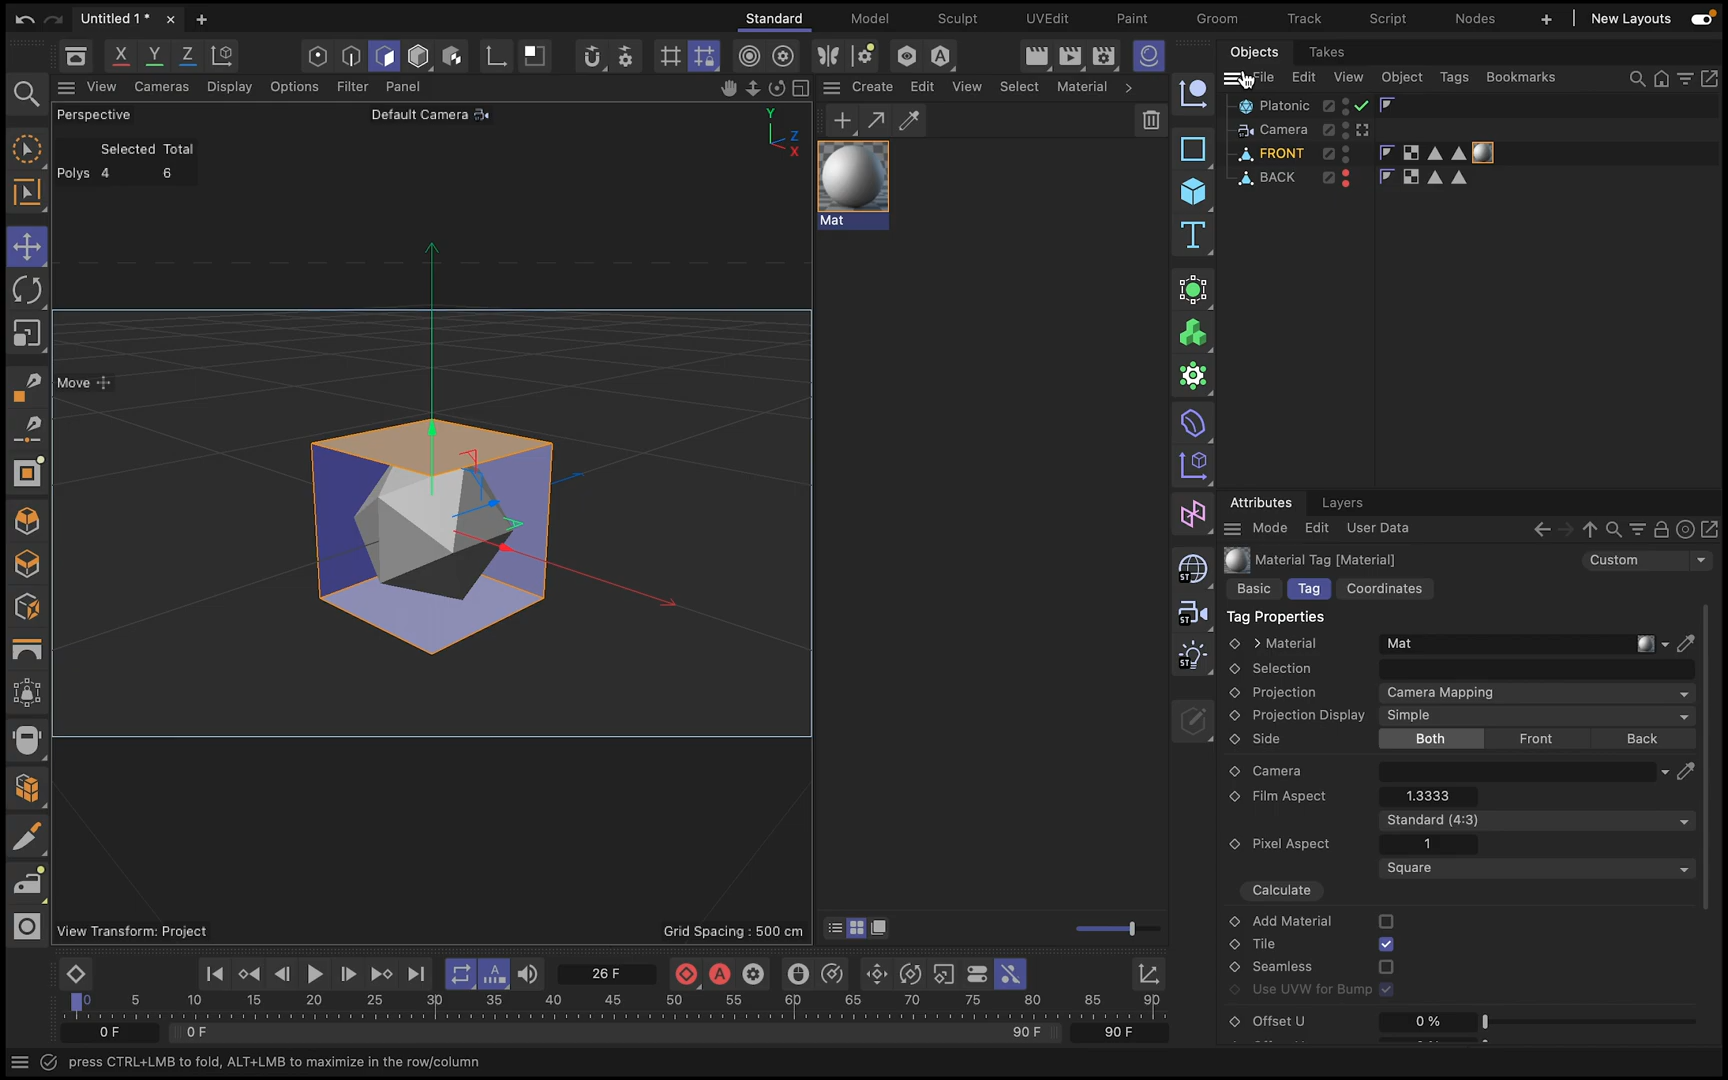 Untitled 1 *
Standard
Model
Sculpt
UVEdit
Paint
Groom
Track
Script
Nodes
New Layouts
X Y Z
Objects
Takes
View
Cameras
Display
Options
Filter
Panel
Create
Edit
View
Select
Material
File
Edit
View
Object
Tags
Bookmarks
Perspective
Default Camera
Y
Z
X
Selected Total
Polys 4 6
Mat
Platonic
Camera
FRONT
BACK
Move
View Transform: Project
Grid Spacing : 500 cm
T
ST
ST
ST
Attributes
Layers
Mode
Edit
User Data
Material Tag [Material]
Custom
Basic
Tag
Coordinates
Tag Properties
Material
Mat
Selection
Projection
Camera Mapping
Projection Display
Simple
Side
Both
Front
Back
Camera
Film Aspect
1.3333
Standard (4:3)
Pixel Aspect
1
Square
Calculate
Add Material
Tile
Seamless
Use UVW for Bump
Offset U
0 %
26 F
0 5 10 15 20 25 30 35 40 45 50 55 60 65 70 75 80 85 90
0 F
0 F
90 F
90 F
press CTRL+LMB to fold, ALT+LMB to maximize in the row/column